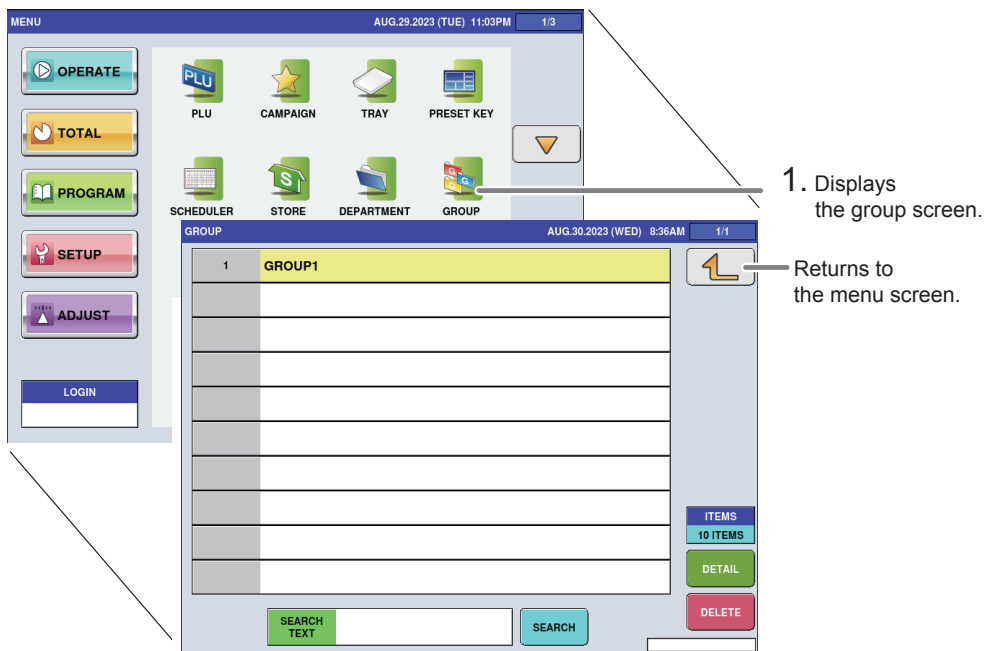 MENU AUG.29.2023 (TUE) 11:03PM 1/3
OPERATE
PLU
PLU CAMPAIGN TRAY PRESET KEY
TOTAL
PROGRAM
S
G
G
G
SCHEDULER STORE DEPARTMENT GROUP
SETUP
ADJUST
LOGIN
1. Displays
the group screen.
GROUP AUG.30.2023 (WED) 8:36AM 1/1
1 GROUP1
Returns to
the menu screen.
ITEMS
10 ITEMS
DETAIL
DELETE
SEARCH
TEXT
SEARCH